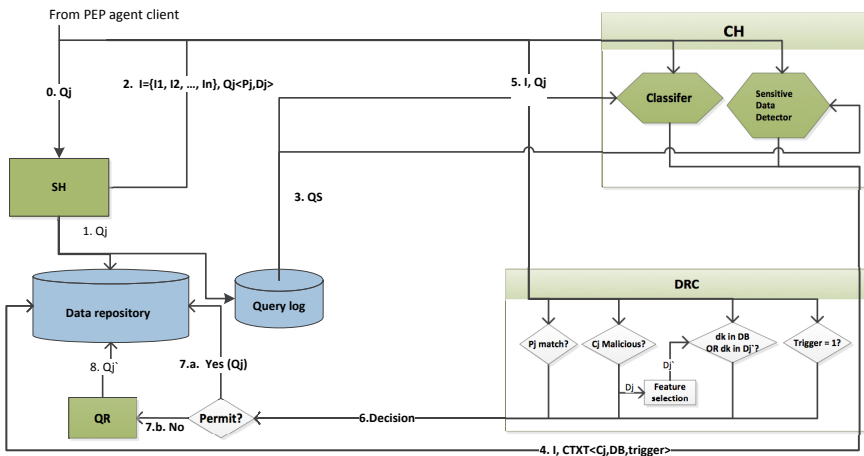 From PEP agent client
CH
0. Qj
2. I={I1, I2, …, In}, Qj<Pj,Dj>
5. I, Qj
Classifer
Sensitive
Data
Detector
SH
3. QS
1. Qj
Data repository
Query log
DRC
Pj match?
Cj Malicious?
dk in DB
OR dk in Dj`?
Trigger = 1?
Dj`
Dj
Feature
selection
7.a. Yes (Qj)
8. Qj`
QR
7.b. No
Permit?
6.Decision
4. I, CTXT<Cj,DB,trigger>